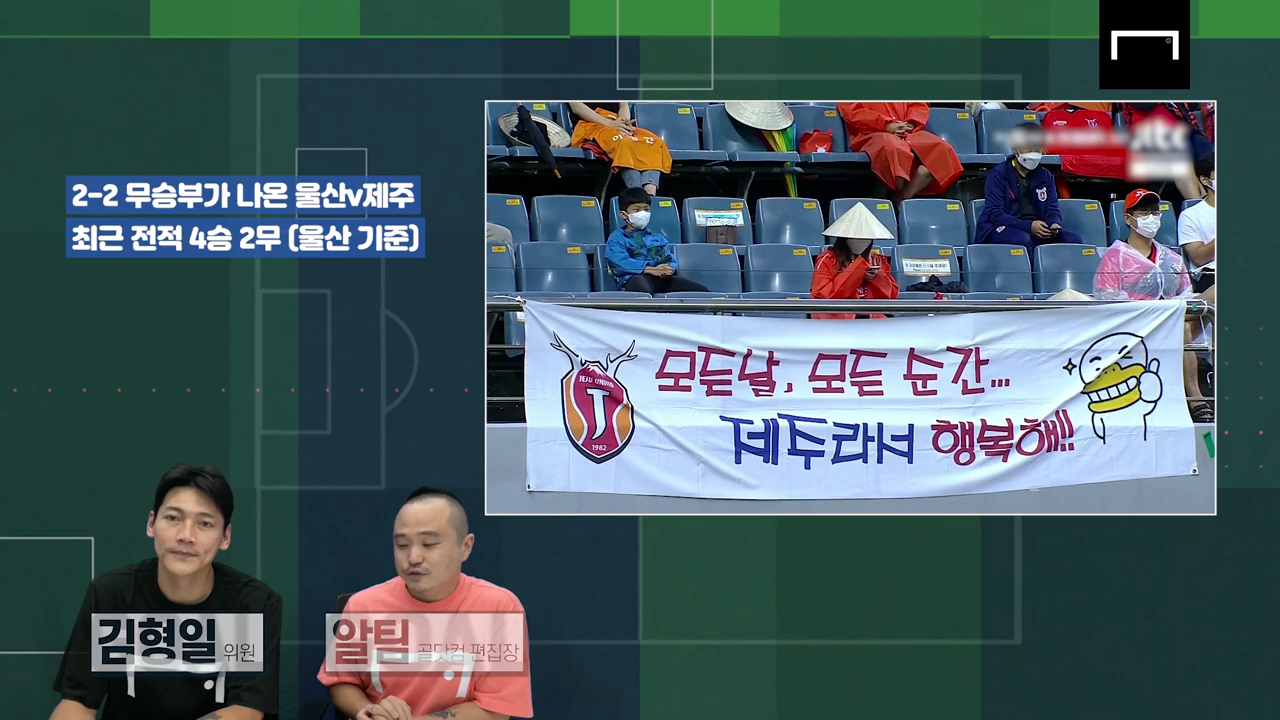 2-2 무승부가 나온 울산v제주
최근 전적 4승 2무 (울산 기준)
JEJU UNITED
1982
모든 날, 모든 순간...
제주라서 행복해!!
김형일 위원
알팀 골닷컴 편집장